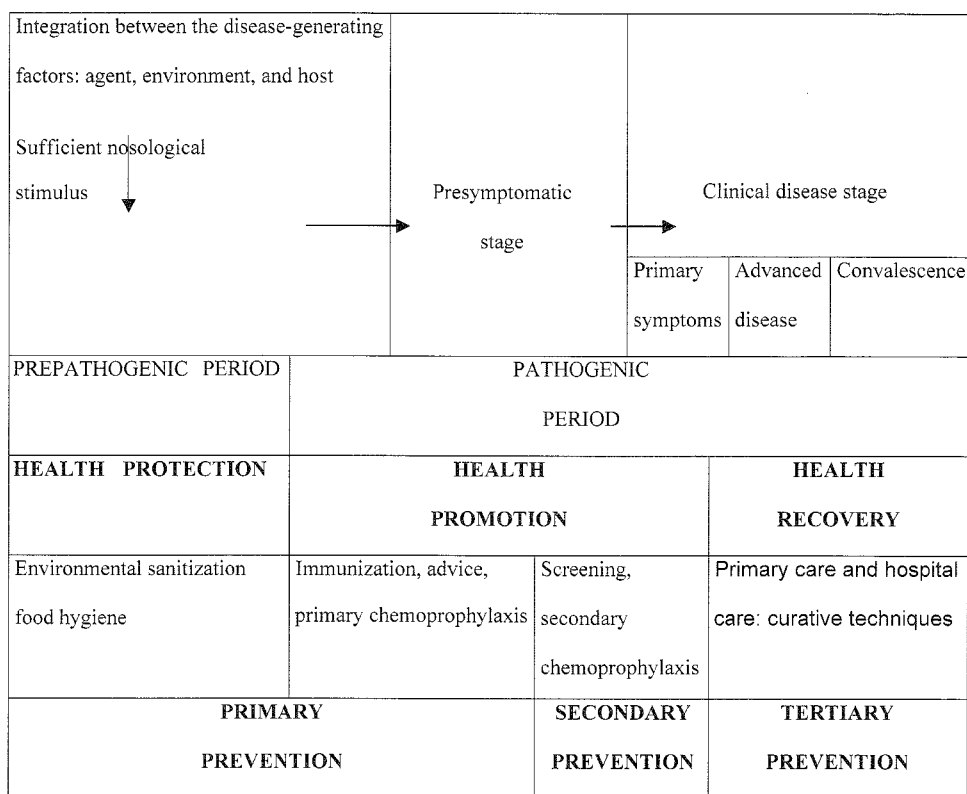 Integration between the disease-generating
factors: agent, environment, and host
Sufficient nosological
stimulus
Presymptomatic
stage
Clinical disease stage
Primary
symptoms
Advanced
disease
Convalescence
PREPATHOGENIC PERIOD
PATHOGENIC
PERIOD
HEALTH PROTECTION
HEALTH
PROMOTION
HEALTH
RECOVERY
Environmental sanitization
food hygiene
Immunization, advice,
primary chemoprophylaxis
Screening,
secondary
chemoprophylaxis
Primary care and hospital
care: curative techniques
PRIMARY
PREVENTION
SECONDARY
PREVENTION
TERTIARY
PREVENTION